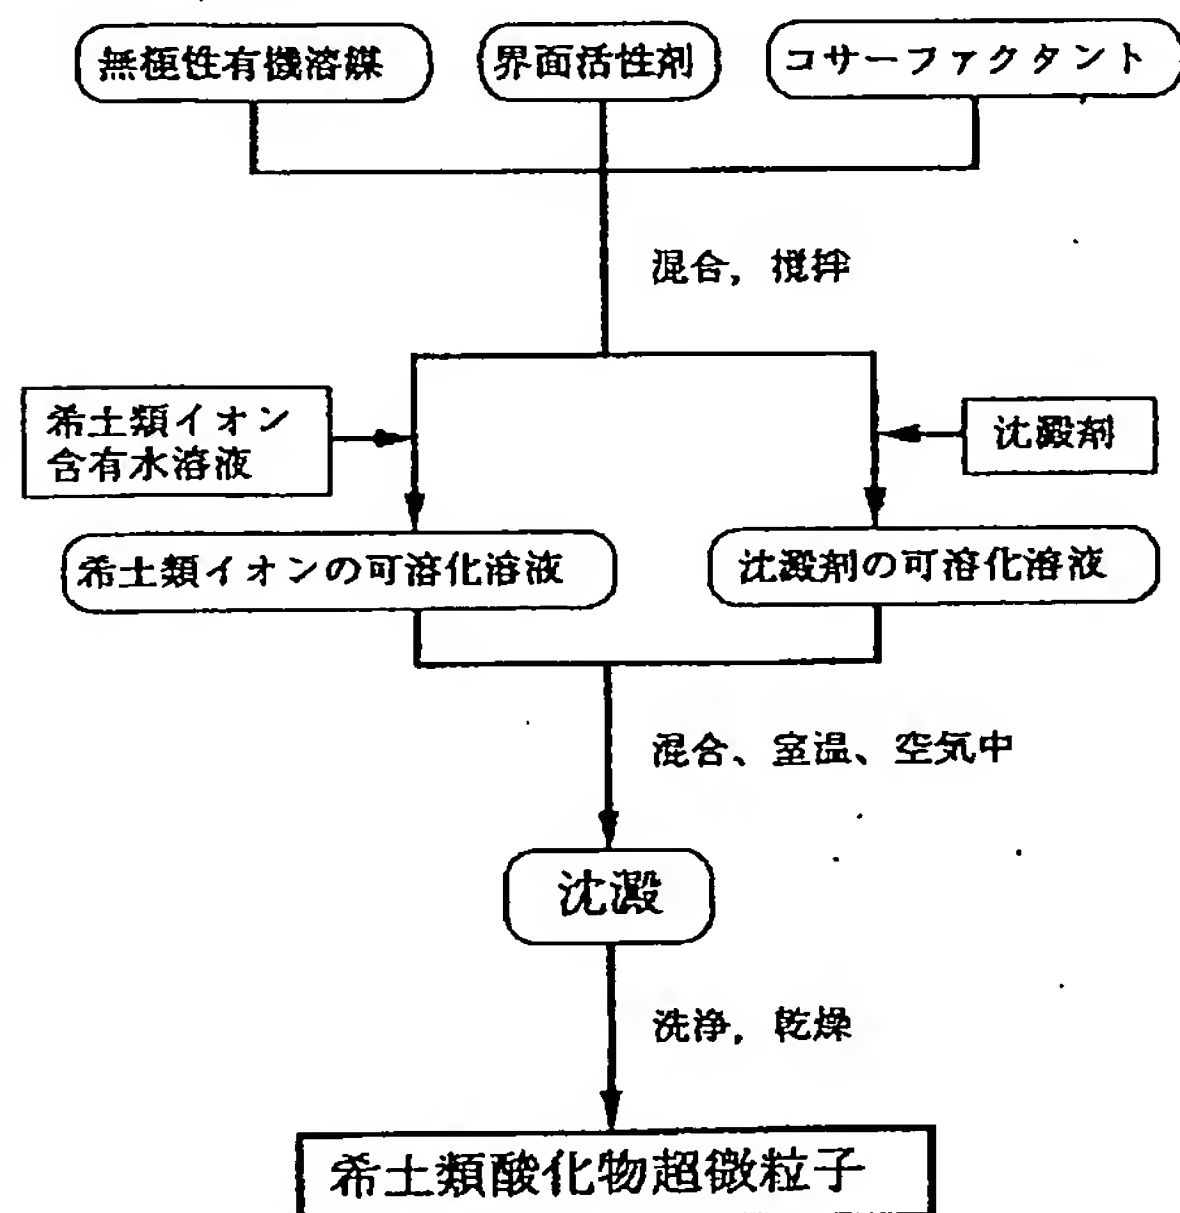 無極性有機溶媒
界面活性剤
コサーファクタント
混合, 撹拌
希土類イオン
含有水溶液
沈澱剤
希土類イオンの可溶化溶液
沈澱剤の可溶化溶液
混合、室温、空気中
沈澱
洗浄, 乾燥
希土類酸化物超微粒子